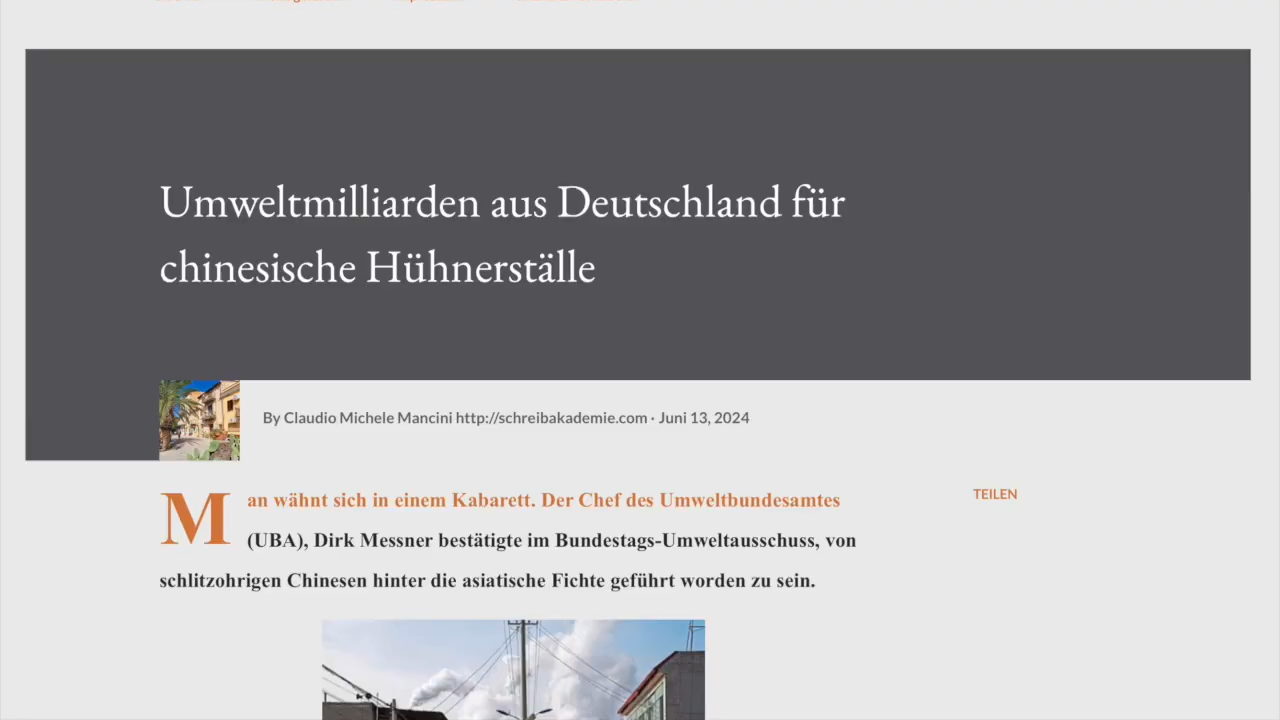 Umweltmilliarden aus Deutschland für
chinesische Hühnerställe
By Claudio Michele Mancini http://schreibakademie.com · Juni 13, 2024
Man wähnt sich in einem Kabarett. Der Chef des Umweltbundesamtes
TEILEN
(UBA), Dirk Messner bestätigte im Bundestags-Umweltausschuss, von
schlitzohrigen Chinesen hinter die asiatische Fichte geführt worden zu sein.